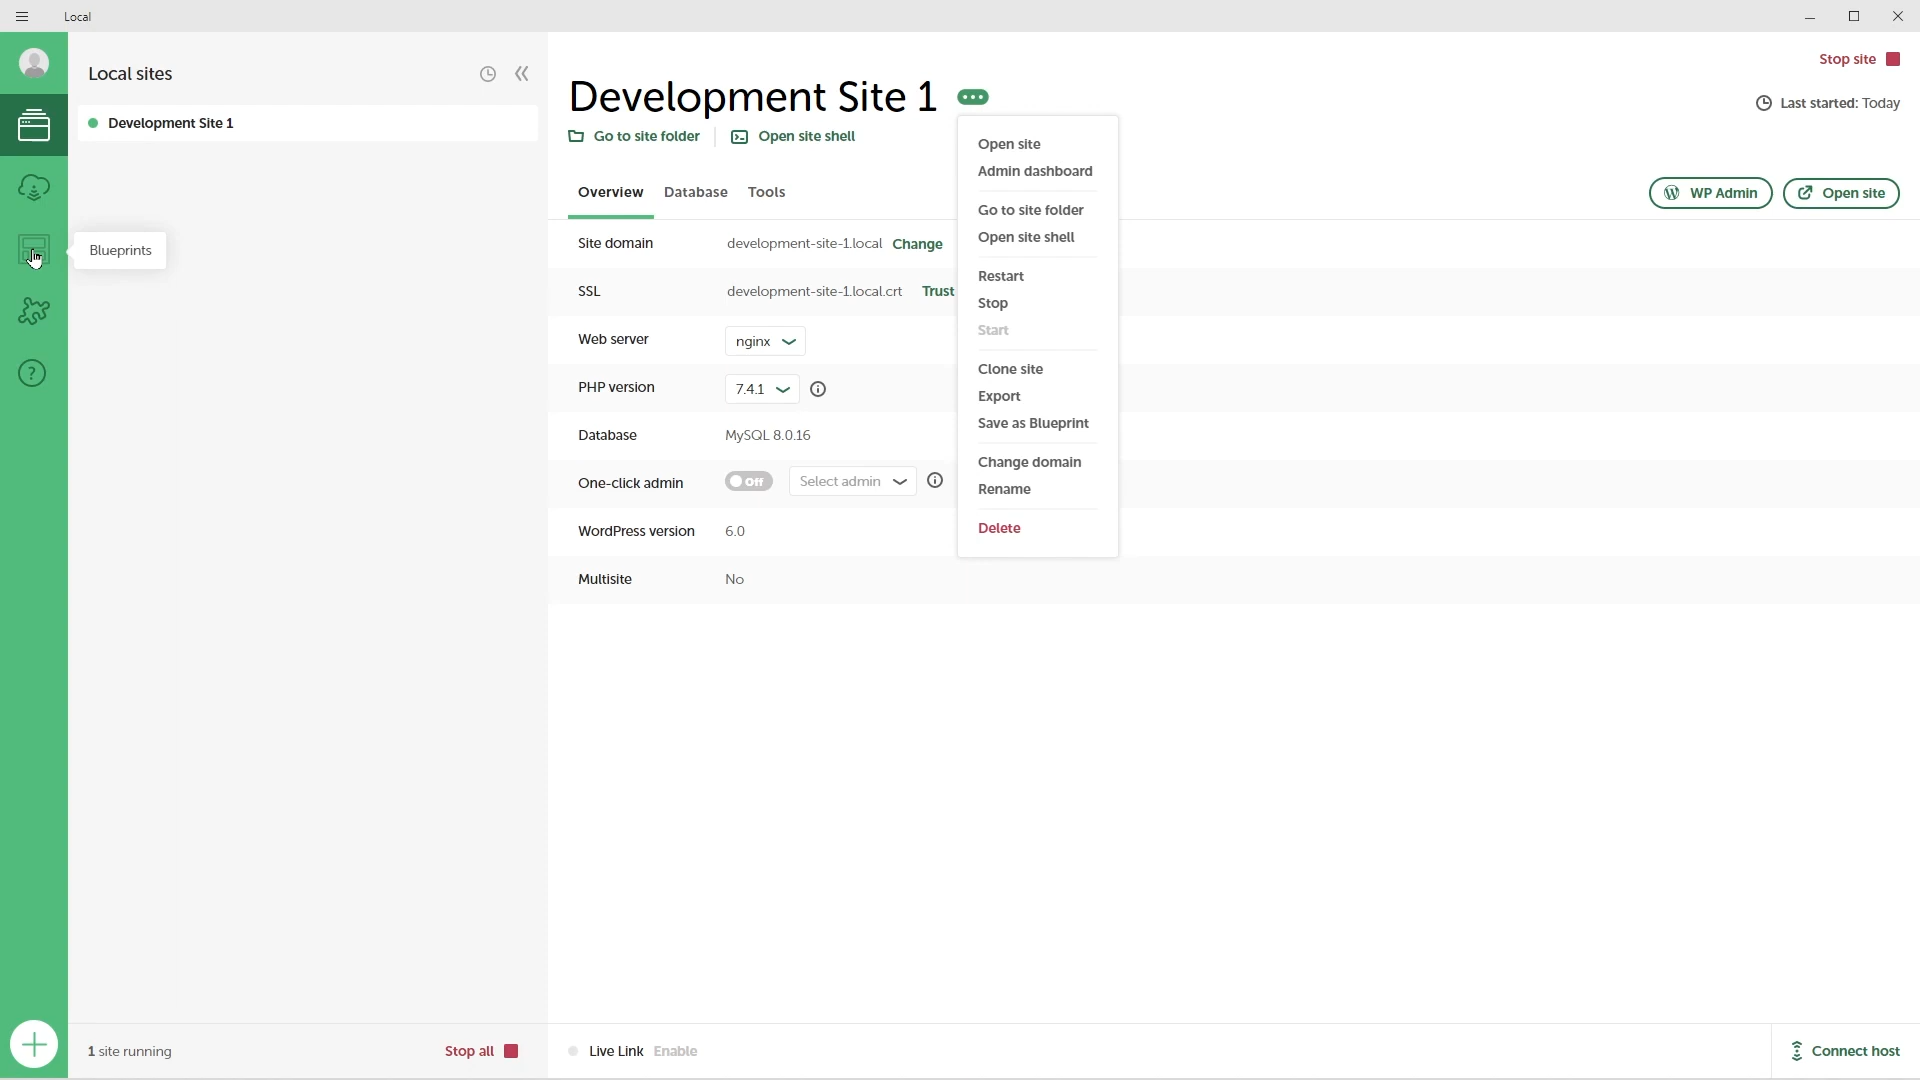 Local
Local sites
Development Site 1
Blueprints
1 site running
Stop all
Stop site
Development Site 1
Last started: Today
Go to site folder
Open site shell
Overview
Database
Tools
WP Admin
Open site
Site domain
development-site-1.local
Change
SSL
development-site-1.local.crt
Trust
Web server
nginx
PHP version
7.4.1
Database
MySQL 8.0.16
One-click admin
Off
Select admin
WordPress version
6.0
Multisite
No
Open site
Admin dashboard
Go to site folder
Open site shell
Restart
Stop
Start
Clone site
Export
Save as Blueprint
Change domain
Rename
Delete
Live Link
Enable
Connect host